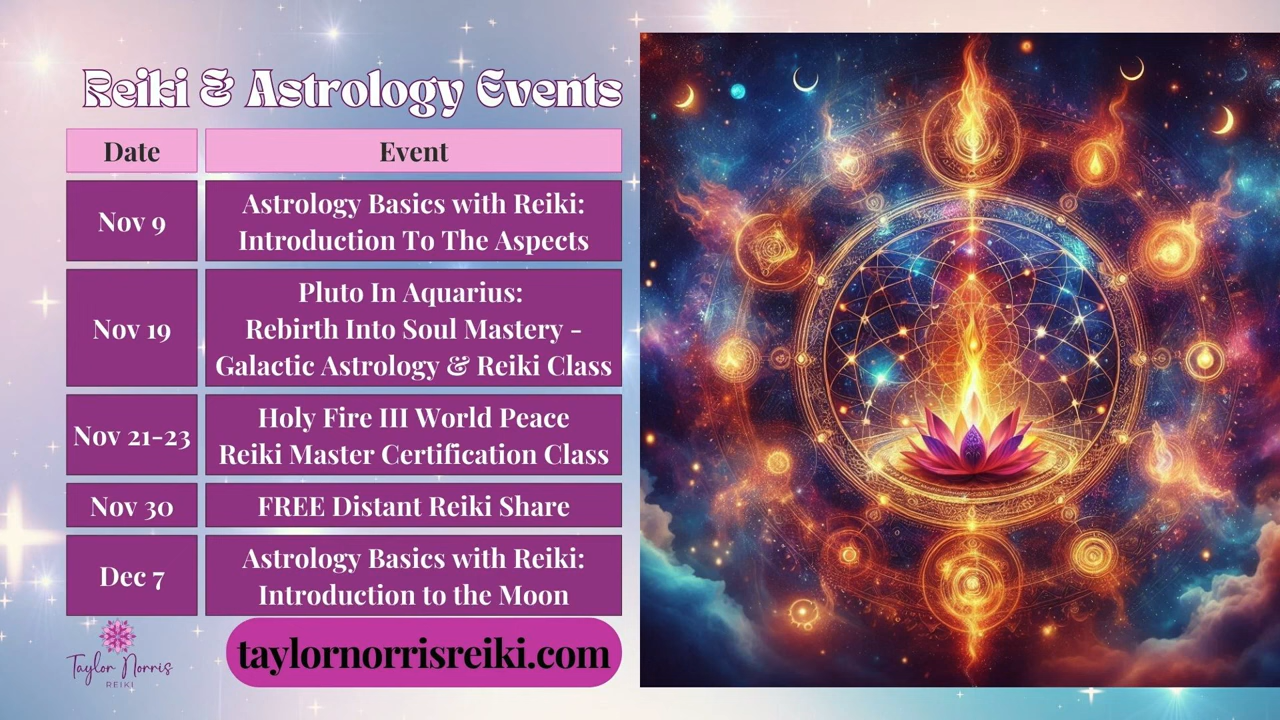 Reiki & Astrology Events
Date
Event
Nov 9
Astrology Basics with Reiki:
Introduction To The Aspects
Nov 19
Pluto In Aquarius:
Rebirth Into Soul Mastery -
Galactic Astrology & Reiki Class
Nov 21-23
Holy Fire III World Peace
Reiki Master Certification Class
Nov 30
FREE Distant Reiki Share
Dec 7
Astrology Basics with Reiki:
Introduction to the Moon
Taylor Norris
REIKI
taylornorrisreiki.com